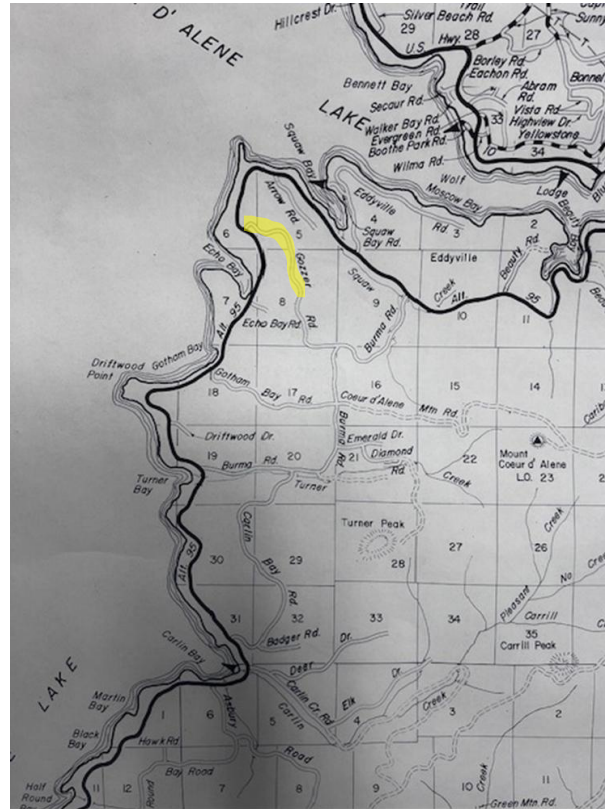 Hillcrest Dr.
Silver Beach Rd.
29
U.S. Hwy.
28
27
Sunny
D' ALENE
Borley Rd.
Eachon Rd.
Bennett Bay
Abram
Rd.
Secaur Rd.
Vista Rd.
Highview Dr.
Yellowstone
LAKE
Walker Bay Rd.
Evergreen Rd.
Boothe Park Rd.
33
10
34
Wilma Rd.
Squaw Bay
Wolf
Lodge
Moscow Bay
Beauty Bay
Eddyville
Arrow Rd.
4
Squaw
Bay Rd.
Rd.
3
2
6
5
Echo Bay
Gozzer
Rd
Eddyville
Beauty Rd.
Squaw
Creek
Alt.
95
7
8
9
10
11
Alt. 95
Echo Bay Rd.
Burma Rd.
Driftwood
Point
Gotham Bay
18
Gotham Bay Rd.
17
16
15
14
Coeur d'Alene Mtn Rd.
Driftwood Dr.
Burma Rd
Emerald Dr.
Diamond
Rd.
19
Burma Rd.
20
21
22
Mount
Coeur d' Alene
L.O. 23
Turner
Bay
Turner
Creek
Creek
Carlin Bay Rd.
Turner Peak
Alt. 95
30
29
28
27
26
No
Pleasant
Creek
31
32
33
34
Carrill
35
Carrill Peak
Badger Rd.
Carlin Bay
Deer Dr.
LAKE
Carlin Cr. Rd.
Elk Dr.
Carlin
Creek
Martin
Bay
Black
Bay
1
6
5
4
3
2
Asbury
Road
Hawk Rd
Bay Road
Half
Round
11
12
Round
7
8
9
10
11
Creek
Green Mtn. Rd.